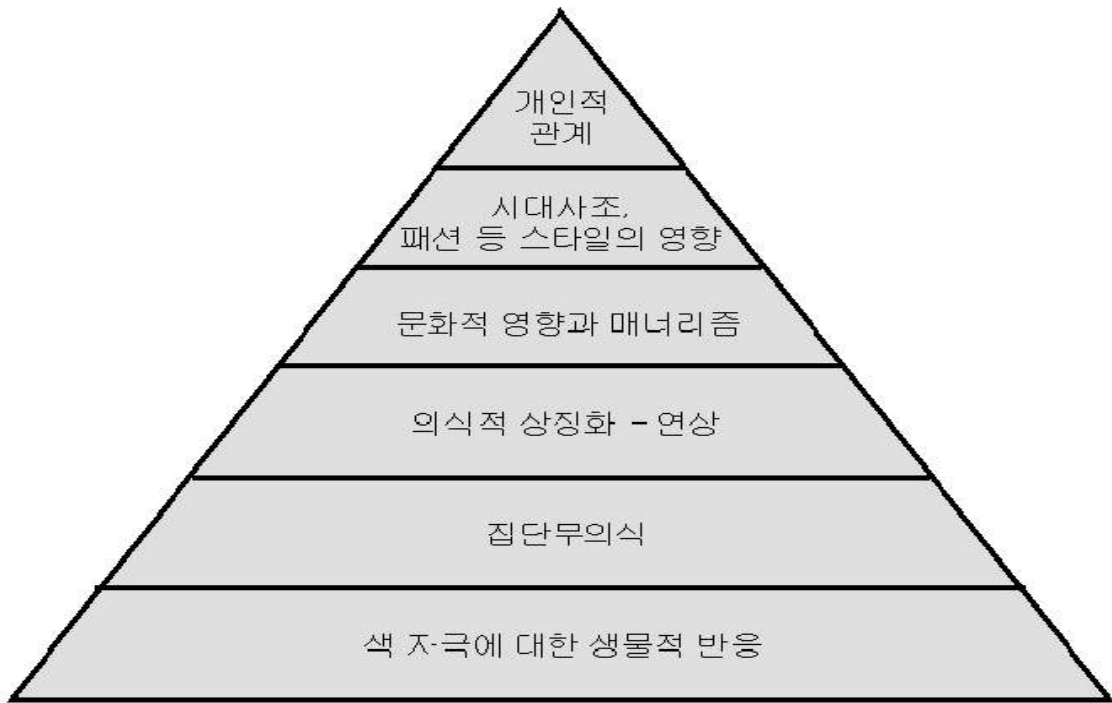 개인적
관계
시대사조,
패션 등 스타일의 영향
문화적 영향과 매너리즘
의식적 상징화 – 연상
집단무의식
색 자극에 대한 생물적 반응